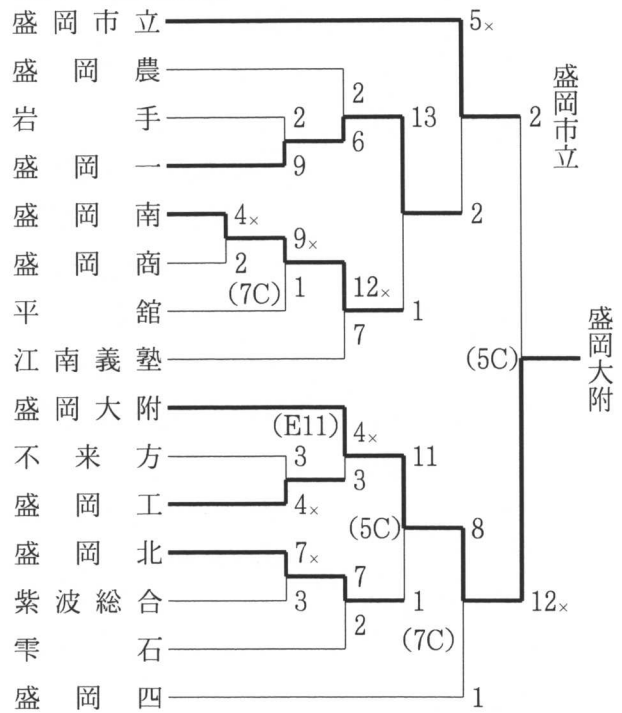 盛岡市立
盛岡農
岩手
盛岡一
盛岡南
盛岡商
平舘
江南義塾
盛岡大附
不来方
盛岡工
盛岡北
紫波総合
雫石
盛岡四
5×
2
2
9
6
13
2
4×
2
9×
1
(7C)
12×
7
1
2
盛岡市立
(5C)
盛岡大附
(E11)
4×
3
4×
3
11
(5C)
7×
3
7
2
1
8
(7C)
1
12×